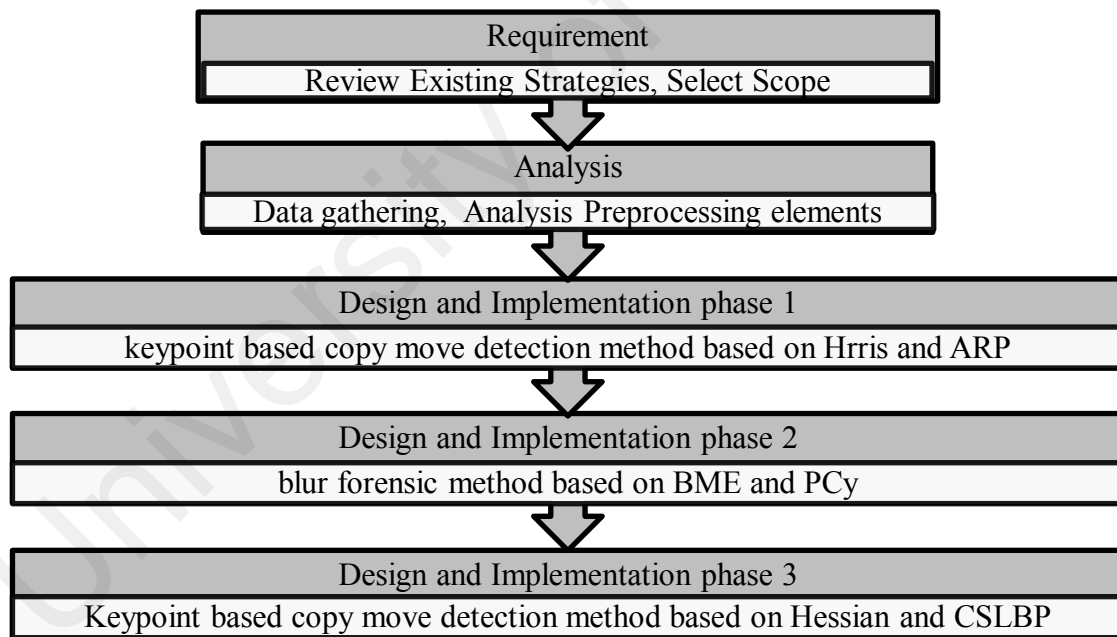 Requirement
Review Existing Strategies, Select Scope
Analysis
Data gathering, Analysis Preprocessing elements
Design and Implementation phase 1
keypoint based copy move detection method based on Hrris and ARP
Design and Implementation phase 2
blur forensic method based on BME and PCy
Design and Implementation phase 3
Keypoint based copy move detection method based on Hessian and CSLBP
University of